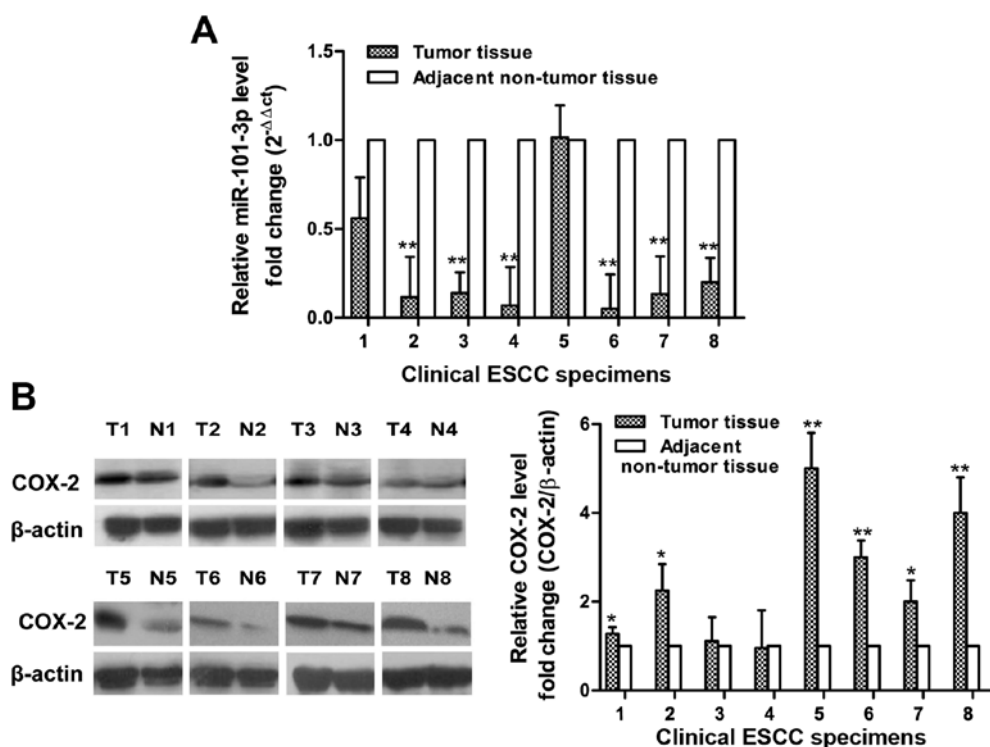 A
Relative miR-101-3p level
fold change (2-ΔΔct)
1.5
1.0
0.5
0.0
Tumor tissue
Adjacent non-tumor tissue
** ** ** ** ** **
1 2 3 4 5 6 7 8
Clinical ESCC specimens
B
T1 N1 T2 N2 T3 N3 T4 N4
COX-2
β-actin
T5 N5 T6 N6 T7 N7 T8 N8
COX-2
β-actin
Relative COX-2 level
fold change (COX-2/β-actin)
6
4
2
0
Tumor tissue
Adjacent
non-tumor tissue
* * ** ** * **
1 2 3 4 5 6 7 8
Clinical ESCC specimens